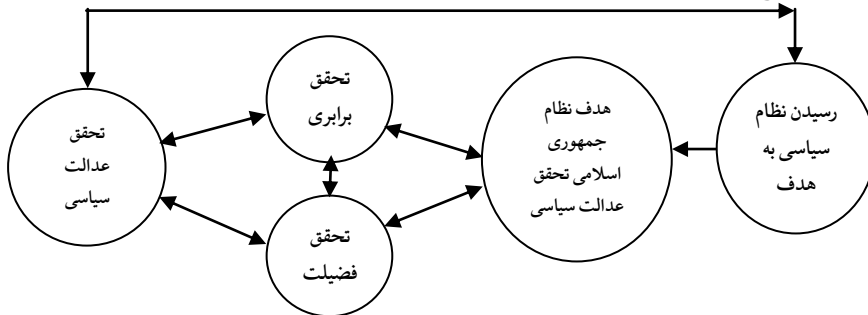 رسیدن نظام
سیاسی به
هدف
هدف نظام
جمهوری
اسلامی تحقق
عدالت سیاسی
تحقق
برابری
تحقق
فضیلت
تحقق
عدالت
سیاسی